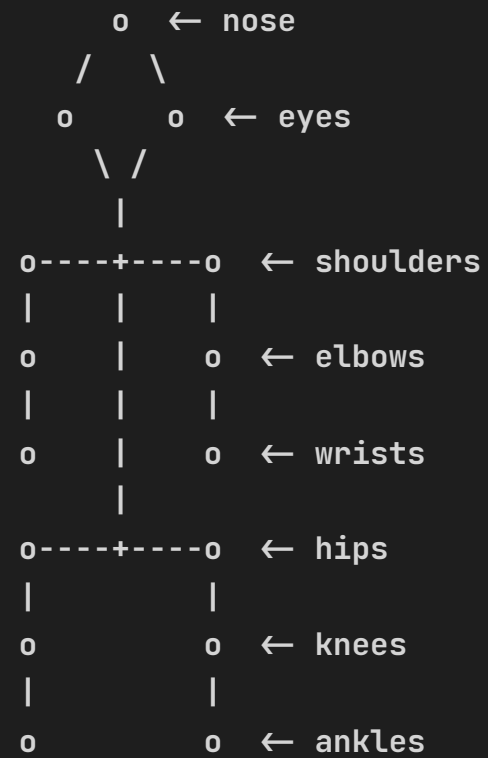 o  ← nose
    /   \
   o     o  ← eyes
     \ /
      |
 o----+----o  ← shoulders
 |    |    |
 o    |    o  ← elbows
 |    |    |
 o    |    o  ← wrists
      |
 o----+----o  ← hips
 |         |
 o         o  ← knees
 |         |
 o         o  ← ankles